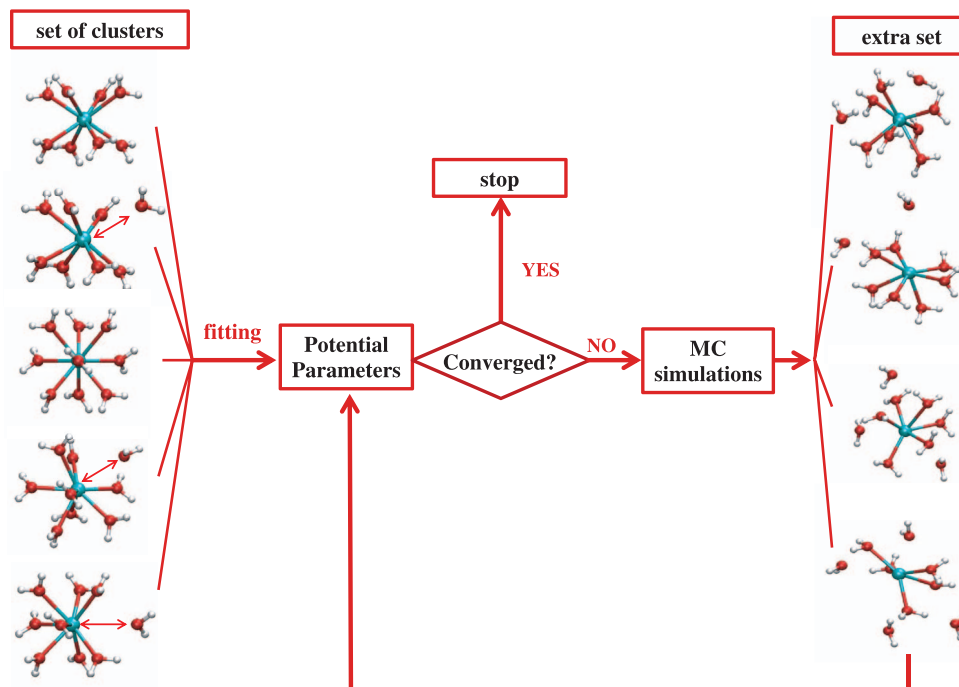 set of clusters
extra set
stop
YES
fitting
Potential
Parameters
Converged?
NO
MC
simulations